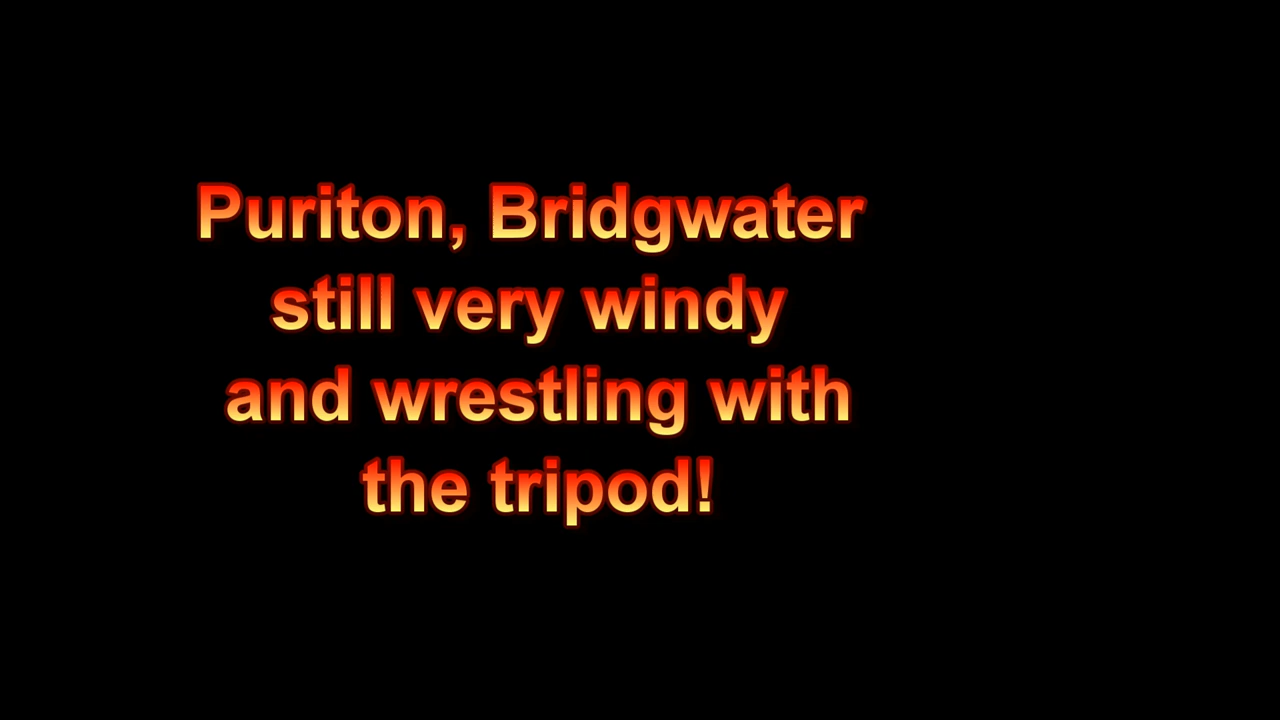 Puriton, Bridgwater
still very windy
and wrestling with
the tripod!